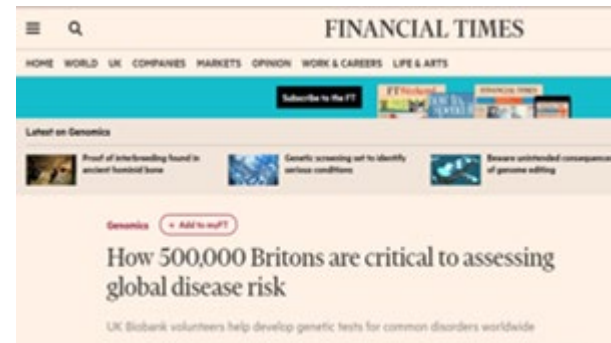 FINANCIAL TIMES
HOME WORLD UK COMPANIES MARKETS OPINION WORK & CAREERS LIFE & ARTS
Subscribe to the FT
FTWeekend
FINANCIAL TIMES
Latest on Genomics
Proof of interbreeding found in
ancient hominid bone
Genetic screening set to identify
serious conditions
Beware unintended consequences
of genome editing
Genomics + Add to myFT
How 500,000 Britons are critical to assessing
global disease risk
UK Biobank volunteers help develop genetic tests for common disorders worldwide